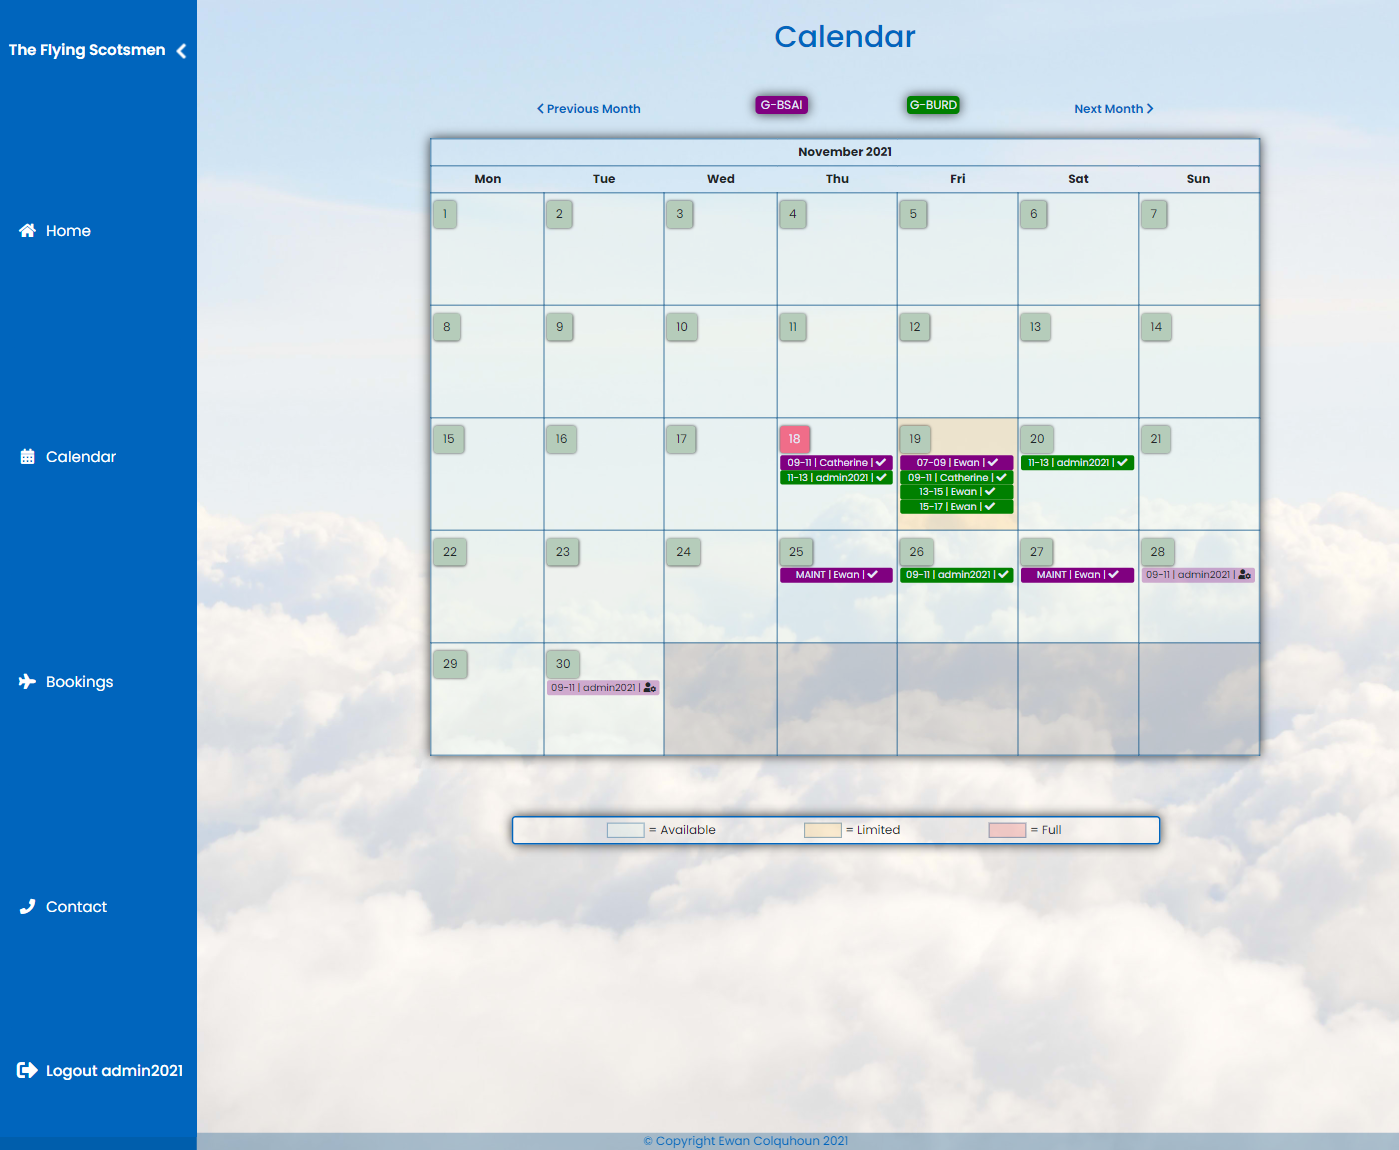 The Flying Scotsmen
Home
Calendar
Bookings
Contact
Logout admin2021
Calendar
Previous Month
G-BSAI
G-BURD
Next Month
November 2021
Mon Tue Wed Thu Fri Sat Sun
1 2 3 4 5 6 7
8 9 10 11 12 13 14
15 16 17 18 19 20 21
09-11 | Catherine |
11-13 | admin2021 |
07-09 | Ewan |
09-11 | Catherine |
13-15 | Ewan |
15-17 | Ewan |
11-13 | admin2021 |
22 23 24 25 26 27 28
MAINT | Ewan |
09-11 | admin2021 |
MAINT | Ewan |
09-11 | admin2021 |
29 30
09-11 | admin2021 |
= Available = Limited = Full
© Copyright Ewan Colquhoun 2021